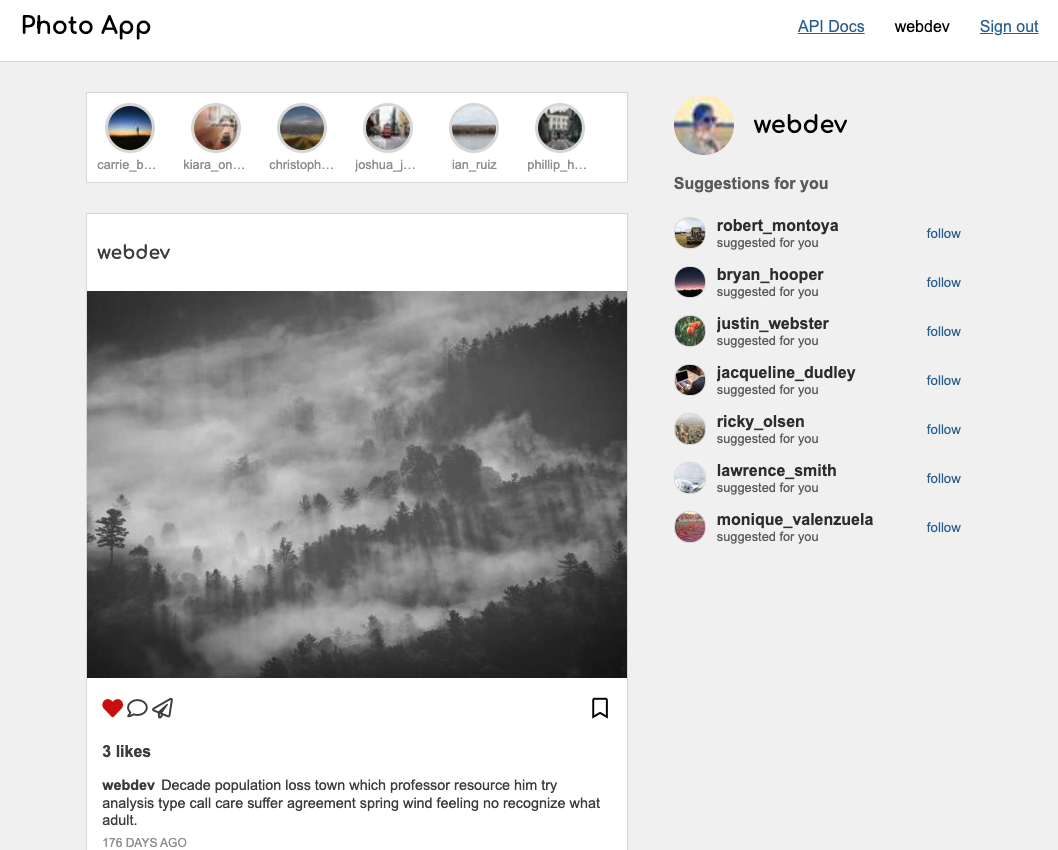 Photo App
API Docs webdev Sign out
carrie_b… kiara_on… christoph… joshua_j… ian_ruiz phillip_h…
webdev
Suggestions for you
robert_montoya
suggested for you
follow
bryan_hooper
suggested for you
follow
justin_webster
suggested for you
follow
jacqueline_dudley
suggested for you
follow
ricky_olsen
suggested for you
follow
lawrence_smith
suggested for you
follow
monique_valenzuela
suggested for you
follow
webdev
3 likes
webdev Decade population loss town which professor resource him try
analysis type call care suffer agreement spring wind feeling no recognize what
adult.
176 DAYS AGO